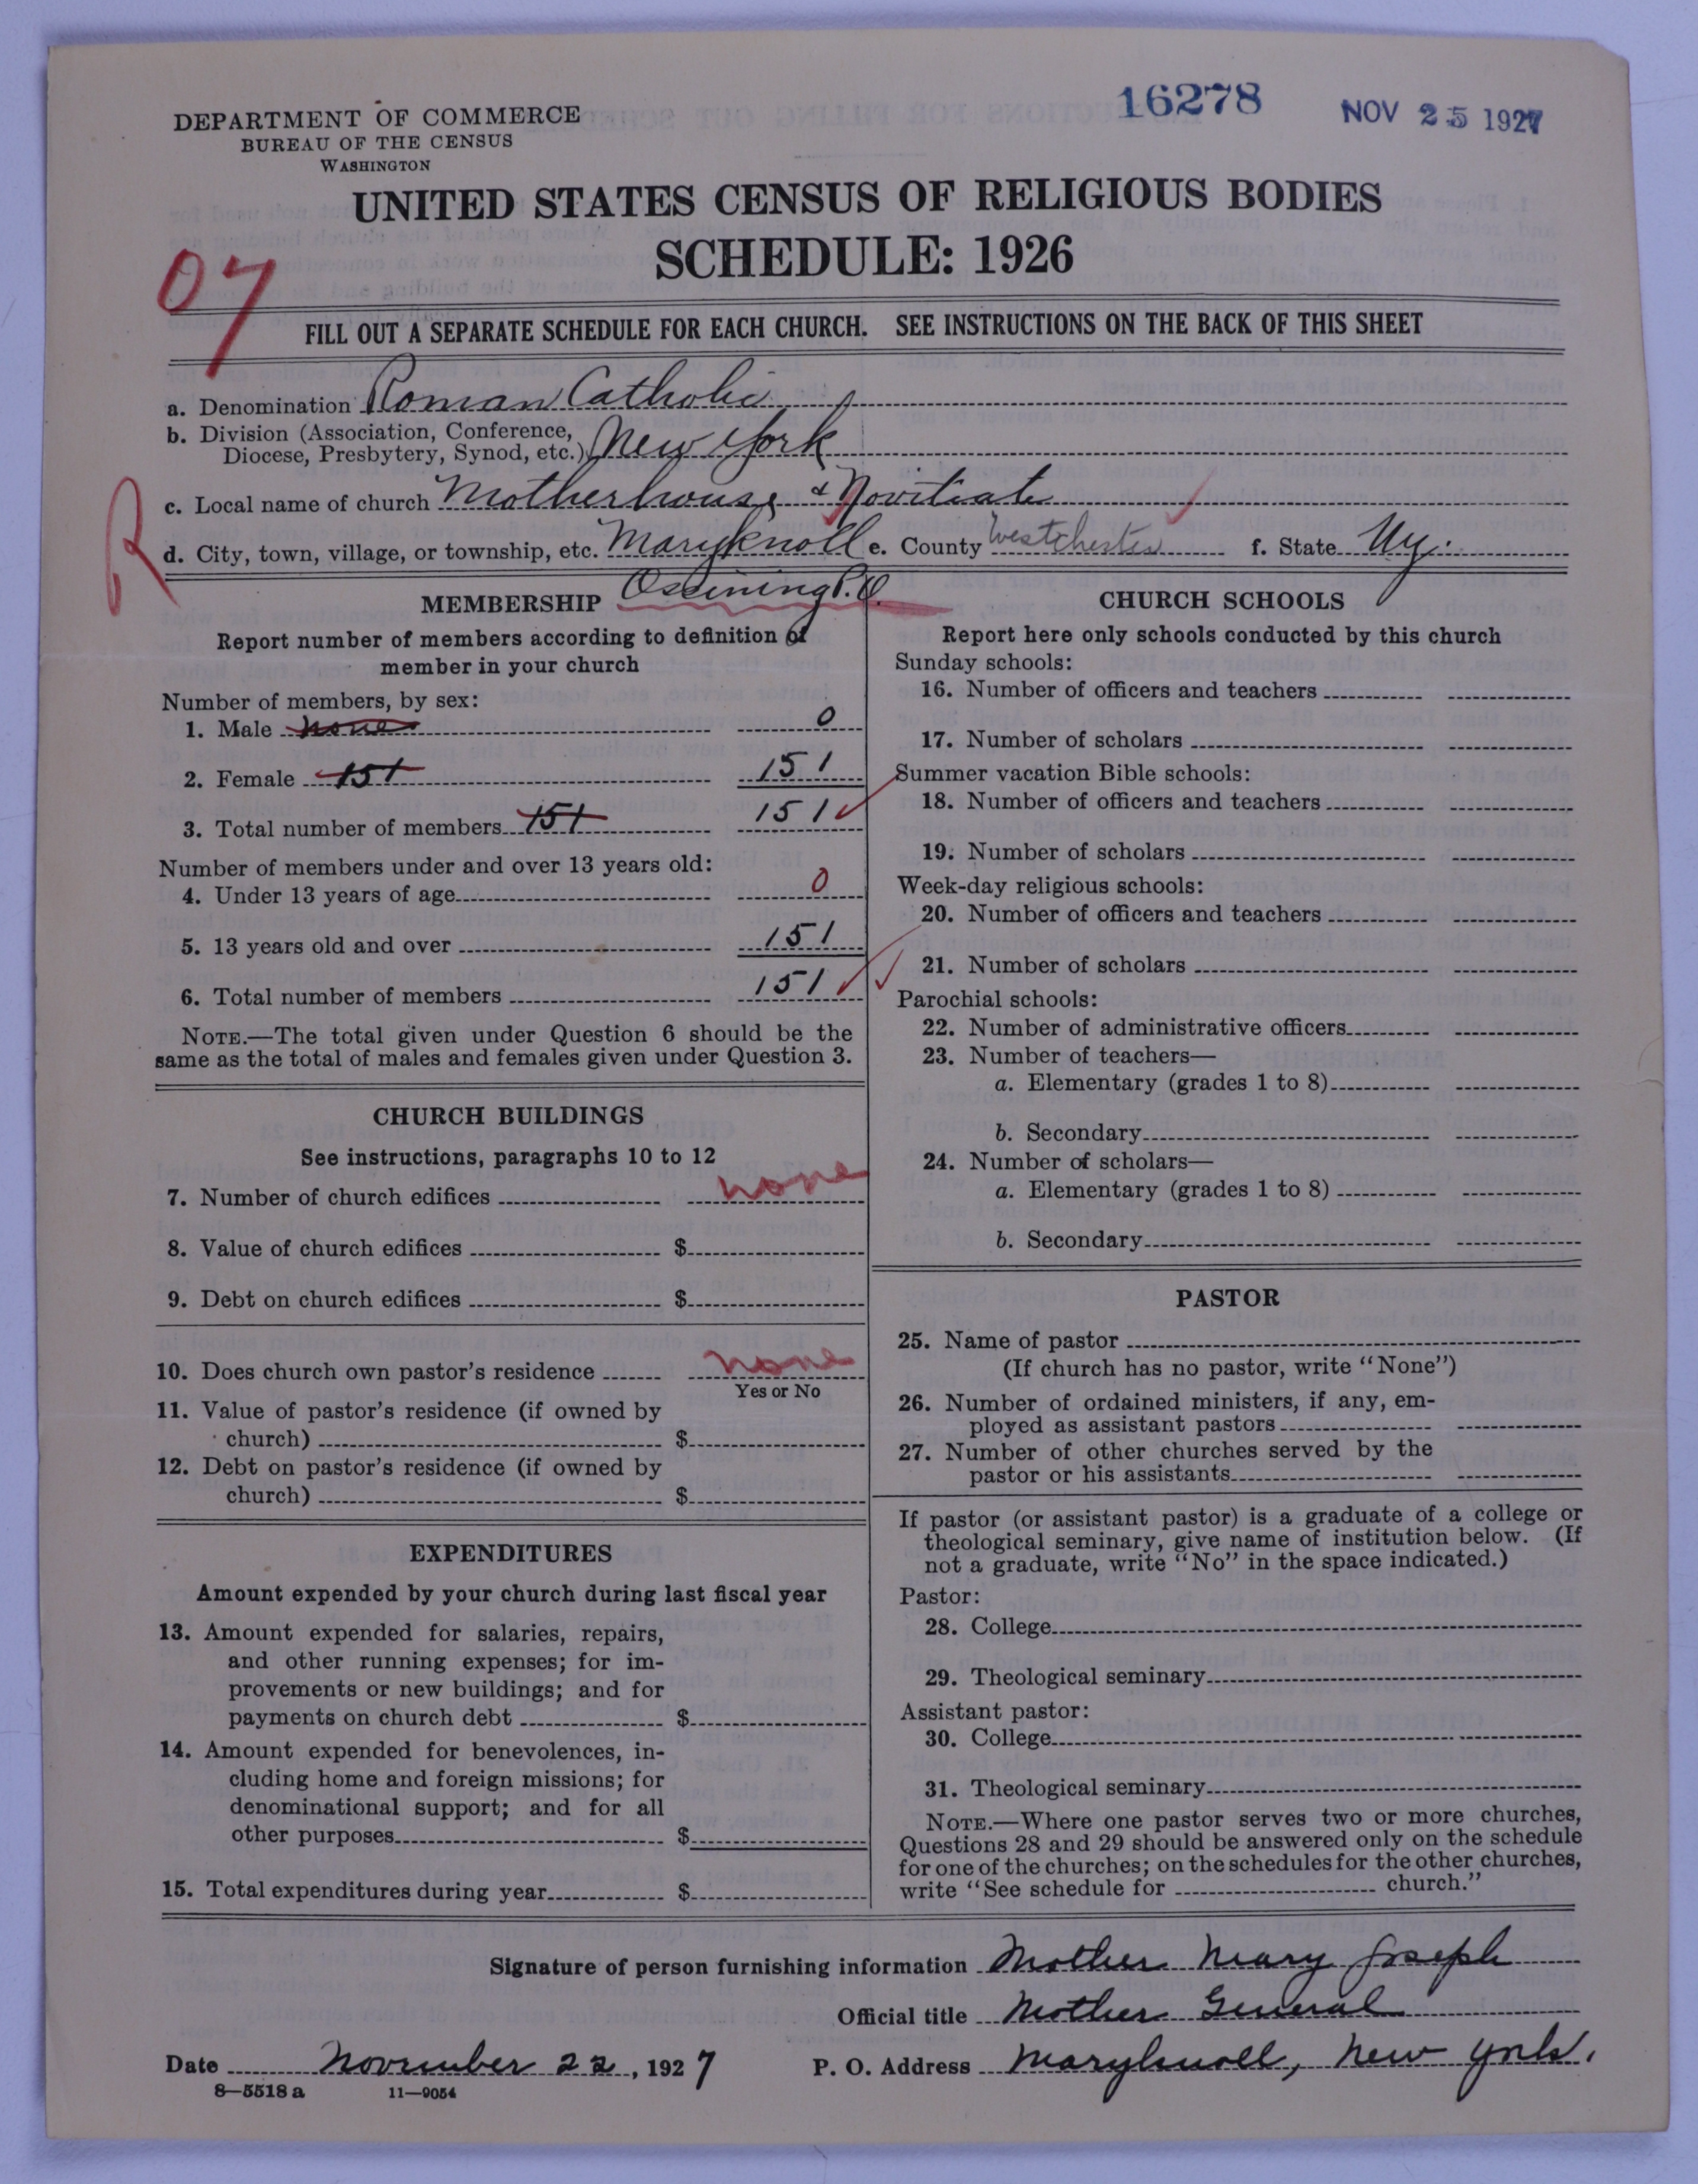 16278
NOV 25 1927
DEPARTMENT OF COMMERCE
BUREAU OF THE CENSUS
WASHINGTON
UNITED STATES CENSUS OF RELIGIOUS BODIES
SCHEDULE: 1926
07
FILL OUT A SEPARATE SCHEDULE FOR EACH CHURCH. SEE INSTRUCTIONS ON THE BACK OF THIS SHEET
a. Denomination Roman Catholic
b. Division (Association, Conference,
Diocese, Presbytery, Synod, etc.) New York
c. Local name of church Motherhouse & Novitiate
R
d. City, town, village, or township, etc. Maryknoll e. County Westchester f. State Ny.
Ossining P.O.
MEMBERSHIP
Report number of members according to definition of
member in your church
Number of members, by sex:
1. Male none 0
2. Female 151 151
3. Total number of members 151 151
Number of members under and over 13 years old:
4. Under 13 years of age 0
5. 13 years old and over 151
6. Total number of members 151
NOTE.—The total given under Question 6 should be the
same as the total of males and females given under Question 3.
CHURCH BUILDINGS
See instructions, paragraphs 10 to 12
7. Number of church edifices none
8. Value of church edifices $
9. Debt on church edifices $
10. Does church own pastor's residence none
Yes or No
11. Value of pastor's residence (if owned by
church) $
12. Debt on pastor's residence (if owned by
church) $
EXPENDITURES
Amount expended by your church during last fiscal year
13. Amount expended for salaries, repairs,
and other running expenses; for im-
provements or new buildings; and for
payments on church debt $
14. Amount expended for benevolences, in-
cluding home and foreign missions; for
denominational support; and for all
other purposes $
15. Total expenditures during year $
CHURCH SCHOOLS
Report here only schools conducted by this church
Sunday schools:
16. Number of officers and teachers
17. Number of scholars
Summer vacation Bible schools:
18. Number of officers and teachers
19. Number of scholars
Week-day religious schools:
20. Number of officers and teachers
21. Number of scholars
Parochial schools:
22. Number of administrative officers
23. Number of teachers—
a. Elementary (grades 1 to 8)
b. Secondary
24. Number of scholars—
a. Elementary (grades 1 to 8)
b. Secondary
PASTOR
25. Name of pastor
(If church has no pastor, write "None")
26. Number of ordained ministers, if any, em-
ployed as assistant pastors
27. Number of other churches served by the
pastor or his assistants
If pastor (or assistant pastor) is a graduate of a college or
theological seminary, give name of institution below. (If
not a graduate, write "No" in the space indicated.)
Pastor:
28. College
29. Theological seminary
Assistant pastor:
30. College
31. Theological seminary
NOTE.—Where one pastor serves two or more churches,
Questions 28 and 29 should be answered only on the schedule
for one of the churches; on the schedules for the other churches,
write "See schedule for church."
Signature of person furnishing information Mother Mary Joseph
Official title Mother General
Date November 22, 1927 P. O. Address Maryknoll, New York.
8—5518a 11—9054